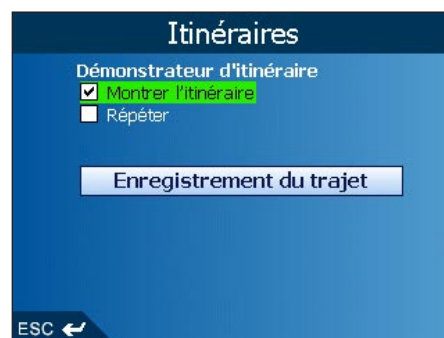 Itinéraires
Démonstrateur d'itinéraire
Montrer l'itinéraire
Répéter
Enregistrement du trajet
ESC